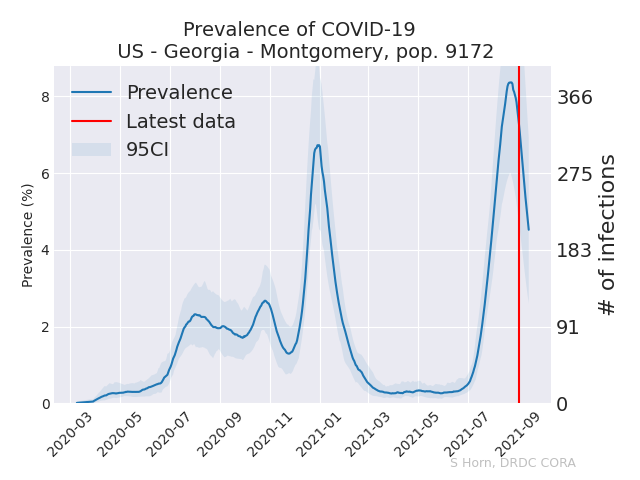 Prevalence of COVID-19
US - Georgia - Montgomery, pop. 9172
Prevalence
Latest data
95CI
Prevalence (%)
8
6
4
2
0
366
275
183
91
0
# of infections
2020-03
2020-05
2020-07
2020-09
2020-11
2021-01
2021-03
2021-05
2021-07
2021-09
S Horn, DRDC CORA